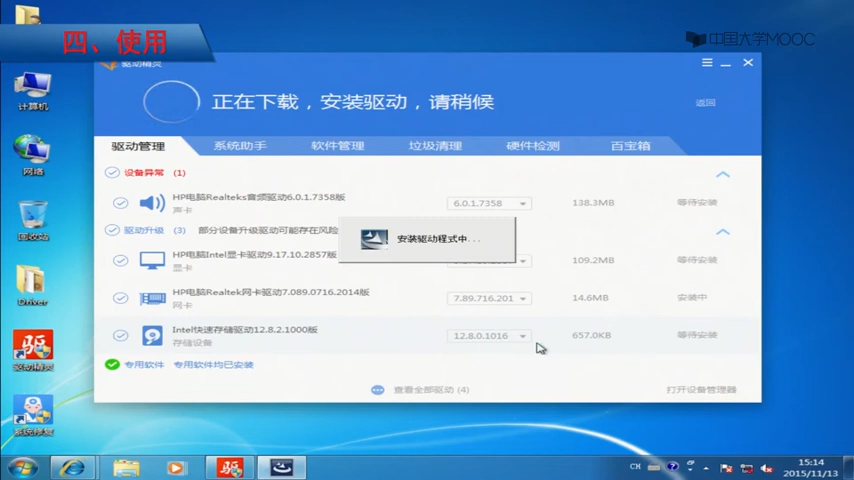 四、使用
中国大学MOOC
计算机
网络
回收站
Driver
驱动精灵
驱动精灵
正在下载，安装驱动，请稍候
返回
驱动管理 系统助手 软件管理 垃圾清理 硬件检测 百宝箱
设备异常 (1)
HP电脑Realteks音频驱动6.0.1.7358版
声卡
6.0.1.7358
138.3MB
等待安装
驱动升级 (3) 部分设备升级驱动可能存在风险
安装驱动程式中...
HP电脑Intel显卡驱动9.17.10.2857版
显卡
109.2MB
等待安装
HP电脑Realtek网卡驱动7.089.0716.2014版
网卡
7.89.716.201
14.6MB
安装中
Intel快速存储驱动12.8.2.1000版
存储设备
12.8.0.1016
657.0KB
等待安装
专用软件 专用软件均已安装
查看全部驱动 (4)
打开设备管理器
CH
15:14
2015/11/13